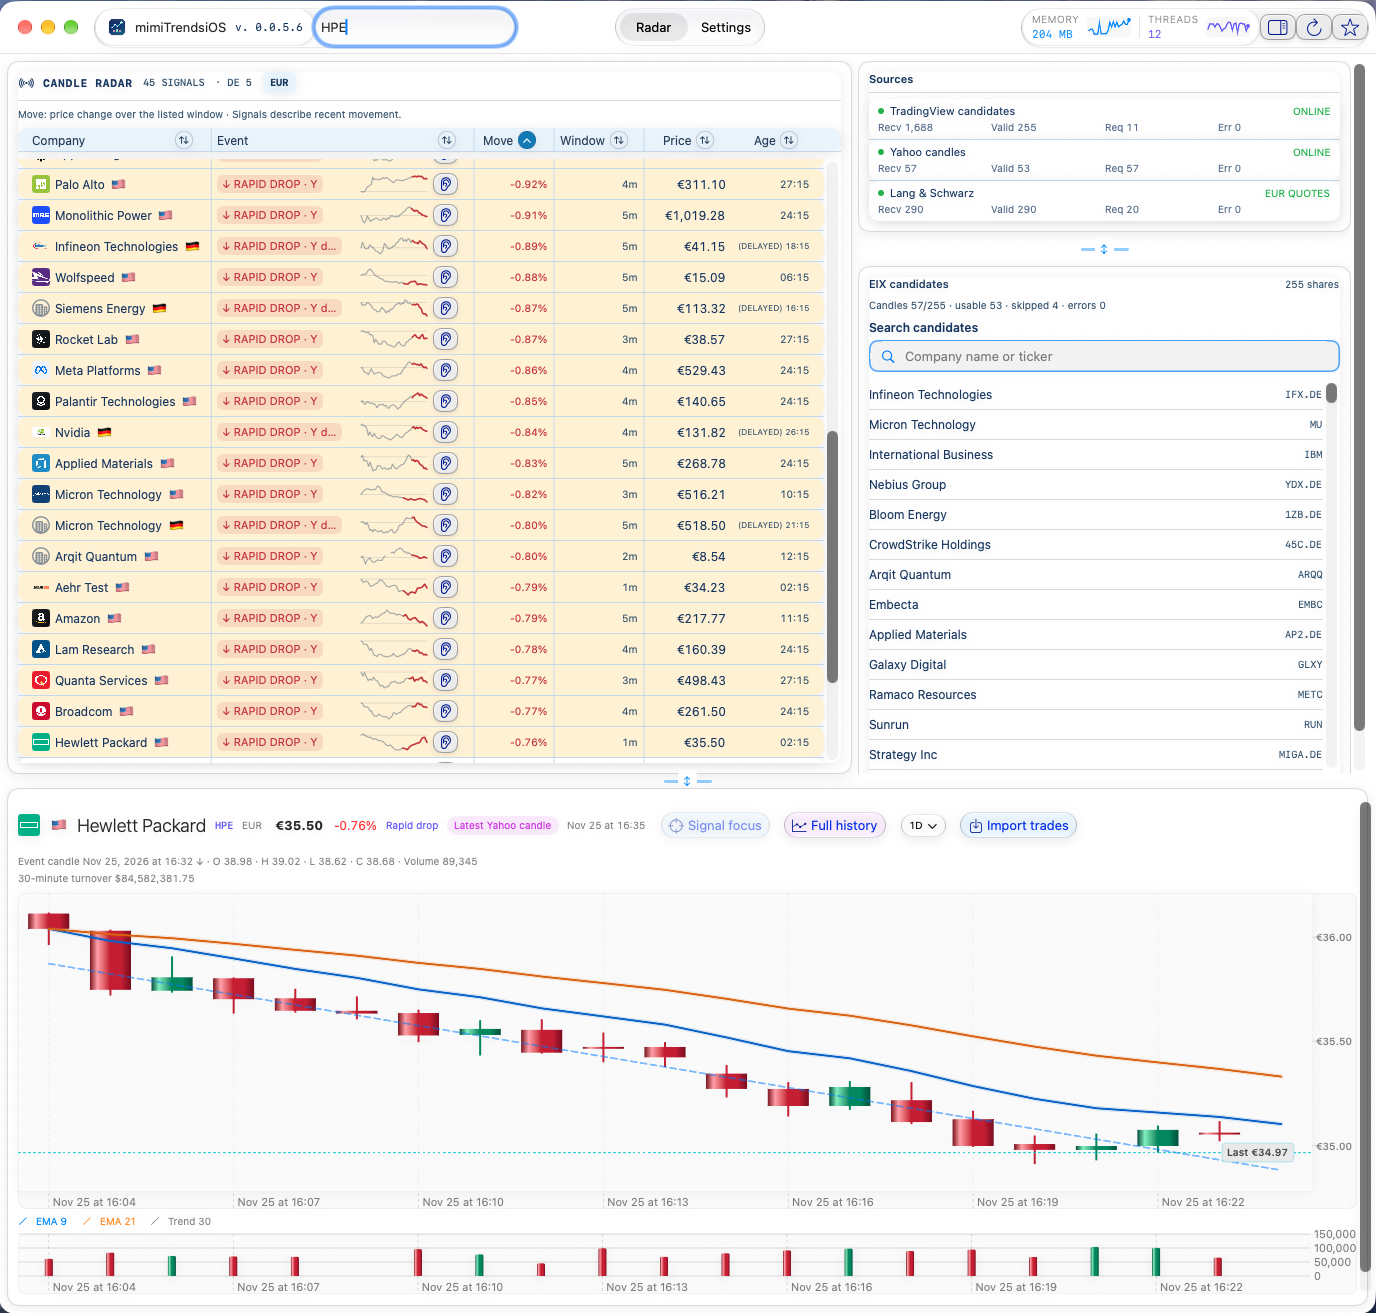 mimiTrendsiOS v. 0.0.5.6
HPE
Radar
Settings
MEMORY
204 MB
THREADS
12
CANDLE RADAR 45 SIGNALS · DE 5 EUR
Move: price change over the listed window · Signals describe recent movement.
Company Event Move Window Price Age
Palo Alto ↓ RAPID DROP · Y -0.92% 4m €311.10 27:15
Monolithic Power ↓ RAPID DROP · Y -0.91% 5m €1,019.28 24:15
Infineon Technologies ↓ RAPID DROP · Y d... -0.89% 5m €41.15 (DELAYED) 18:15
Wolfspeed ↓ RAPID DROP · Y -0.88% 5m €15.09 06:15
Siemens Energy ↓ RAPID DROP · Y d... -0.87% 5m €113.32 (DELAYED) 16:15
Rocket Lab ↓ RAPID DROP · Y -0.87% 3m €38.57 27:15
Meta Platforms ↓ RAPID DROP · Y -0.86% 4m €529.43 24:15
Palantir Technologies ↓ RAPID DROP · Y -0.85% 4m €140.65 24:15
Nvidia ↓ RAPID DROP · Y d... -0.84% 4m €131.82 (DELAYED) 26:15
Applied Materials ↓ RAPID DROP · Y -0.83% 5m €268.78 24:15
Micron Technology ↓ RAPID DROP · Y -0.82% 3m €516.21 10:15
Micron Technology ↓ RAPID DROP · Y d... -0.80% 5m €518.50 (DELAYED) 21:15
Arqit Quantum ↓ RAPID DROP · Y -0.80% 2m €8.54 12:15
Aehr Test ↓ RAPID DROP · Y -0.79% 1m €34.23 02:15
Amazon ↓ RAPID DROP · Y -0.79% 5m €217.77 11:15
Lam Research ↓ RAPID DROP · Y -0.78% 4m €160.39 24:15
Quanta Services ↓ RAPID DROP · Y -0.77% 3m €498.43 27:15
Broadcom ↓ RAPID DROP · Y -0.77% 4m €261.50 24:15
Hewlett Packard ↓ RAPID DROP · Y -0.76% 1m €35.50 02:15
Sources
TradingView candidates ONLINE
Recv 1,688 Valid 255 Req 11 Err 0
Yahoo candles ONLINE
Recv 57 Valid 53 Req 57 Err 0
Lang & Schwarz EUR QUOTES
Recv 290 Valid 290 Req 20 Err 0
EIX candidates 255 shares
Candles 57/255 · usable 53 · skipped 4 · errors 0
Search candidates
Company name or ticker
Infineon Technologies IFX.DE
Micron Technology MU
International Business IBM
Nebius Group YDX.DE
Bloom Energy 1ZB.DE
CrowdStrike Holdings 45C.DE
Arqit Quantum ARQQ
Embecta EMBC
Applied Materials AP2.DE
Galaxy Digital GLXY
Ramaco Resources METC
Sunrun RUN
Strategy Inc MIGA.DE
Hewlett Packard HPE EUR €35.50 -0.76% Rapid drop Latest Yahoo candle Nov 25 at 16:35 Signal focus Full history 1D Import trades
Event candle Nov 25, 2026 at 16:32 ↓ · O 38.98 · H 39.02 · L 38.62 · C 38.68 · Volume 89,345
30-minute turnover $84,582,381.75
€36.00
€35.50
€35.00
Last €34.97
Nov 25 at 16:04 Nov 25 at 16:07 Nov 25 at 16:10 Nov 25 at 16:13 Nov 25 at 16:16 Nov 25 at 16:19 Nov 25 at 16:22
EMA 9 EMA 21 Trend 30
150,000
100,000
50,000
0
Nov 25 at 16:04 Nov 25 at 16:07 Nov 25 at 16:10 Nov 25 at 16:13 Nov 25 at 16:16 Nov 25 at 16:19 Nov 25 at 16:22